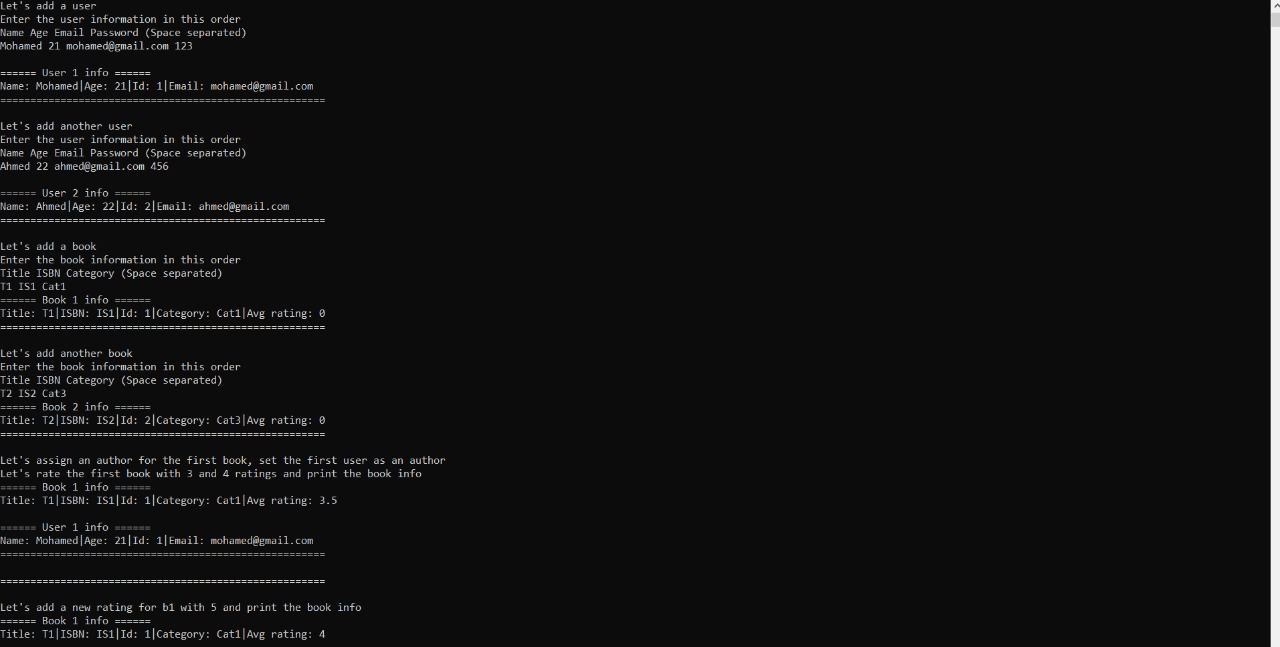 Let's add a user
Enter the user information in this order
Name Age Email Password (Space separated)
Mohamed 21 mohamed@gmail.com 123
====== User 1 info ======
Name: Mohamed|Age: 21|Id: 1|Email: mohamed@gmail.com
======================================================
Let's add another user
Enter the user information in this order
Name Age Email Password (Space separated)
Ahmed 22 ahmed@gmail.com 456
====== User 2 info ======
Name: Ahmed|Age: 22|Id: 2|Email: ahmed@gmail.com
======================================================
Let's add a book
Enter the book information in this order
Title ISBN Category (Space separated)
T1 IS1 Cat1
====== Book 1 info ======
Title: T1|ISBN: IS1|Id: 1|Category: Cat1|Avg rating: 0
======================================================
Let's add another book
Enter the book information in this order
Title ISBN Category (Space separated)
T2 IS2 Cat3
====== Book 2 info ======
Title: T2|ISBN: IS2|Id: 2|Category: Cat3|Avg rating: 0
======================================================
Let's assign an author for the first book, set the first user as an author
Let's rate the first book with 3 and 4 ratings and print the book info
====== Book 1 info ======
Title: T1|ISBN: IS1|Id: 1|Category: Cat1|Avg rating: 3.5
====== User 1 info ======
Name: Mohamed|Age: 21|Id: 1|Email: mohamed@gmail.com
======================================================
======================================================
Let's add a new rating for b1 with 5 and print the book info
====== Book 1 info ======
Title: T1|ISBN: IS1|Id: 1|Category: Cat1|Avg rating: 4